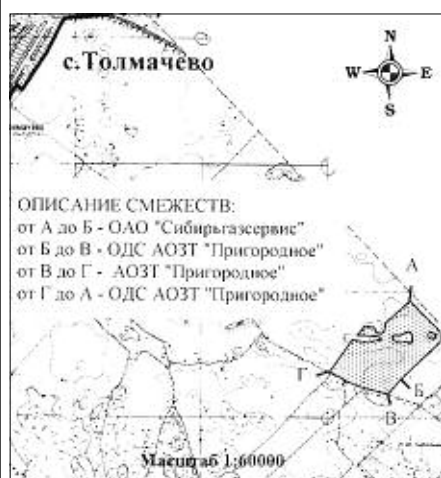 с.Толмачево
N
W E
S
ОПИСАНИЕ СМЕЖЕСТВ:
от А до Б - ОАО "Сибирьгазсервис"
от Б до В - ОДС АОЗТ "Пригородное"
от В до Г - АОЗТ "Пригородное"
от Г до А - ОДС АОЗТ "Пригородное"
А
Г
Б
В
Масштаб 1:60000